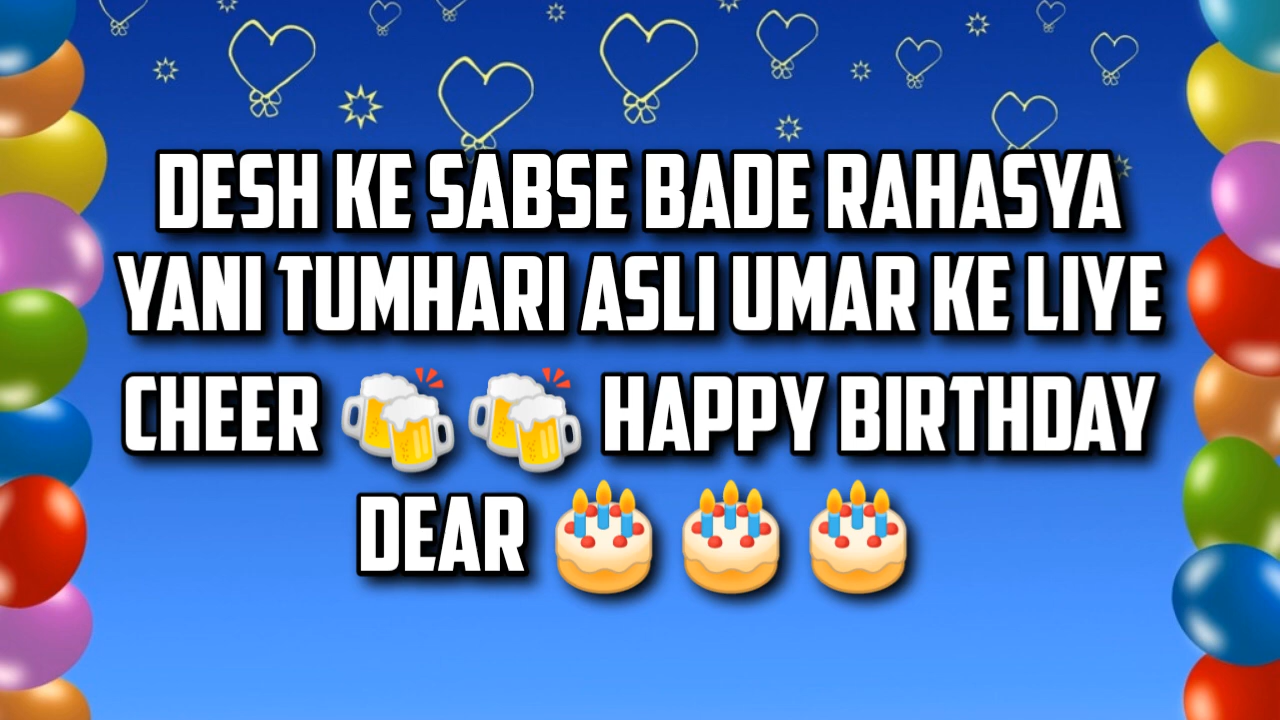 DESH KE SABSE BADE RAHASYA
YANI TUMHARI ASLI UMAR KE LIYE
CHEER 🍻 🍻 HAPPY BIRTHDAY
DEAR 🎂 🎂 🎂